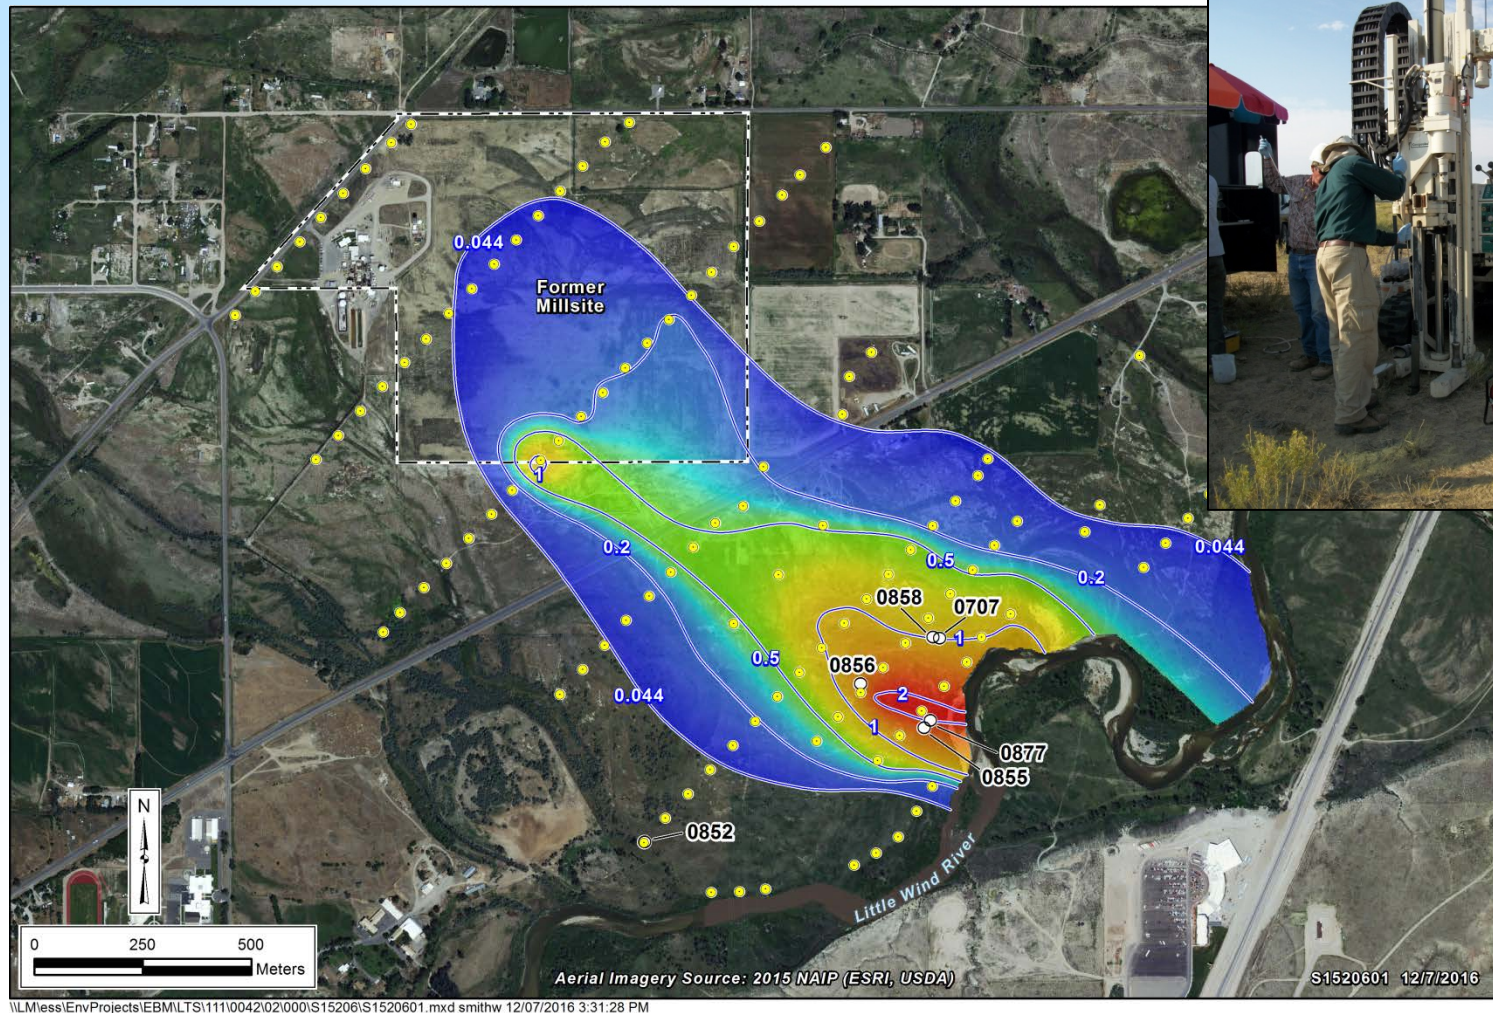 0.044
Former
Millsite
1
0.2
0.044
0.5
0.2
0858
0707
1
0856
0.5
0.044
2
1
0877
0855
0852
N
Little Wind River
0 250 500
Meters
Aerial Imagery Source: 2015 NAIP (ESRI, USDA)
S1520601 12/7/2016
\\LM\ess\EnvProjects\EBM\LTS\111\0042\02\000\S15206\S1520601.mxd smithw 12/07/2016 3:31:28 PM